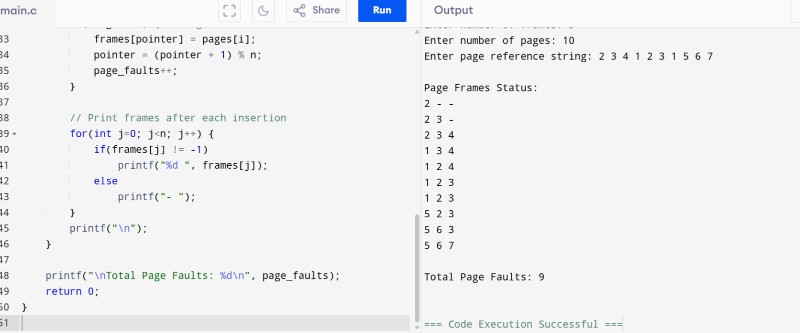 main.c
Share
Run
Output
33 frames[pointer] = pages[i];
34 pointer = (pointer + 1) % n;
35 page_faults++;
36 }
37
38 // Print frames after each insertion
39 for(int j=0; j<n; j++) {
40 if(frames[j] != -1)
41 printf("%d ", frames[j]);
42 else
43 printf("- ");
44 }
45 printf("\n");
46 }
47
48 printf("\nTotal Page Faults: %d\n", page_faults);
49 return 0;
50 }
51
Enter number of pages: 10
Enter page reference string: 2 3 4 1 2 3 1 5 6 7
Page Frames Status:
2 - -
2 3 -
2 3 4
1 3 4
1 2 4
1 2 3
1 2 3
5 2 3
5 6 3
5 6 7
Total Page Faults: 9
=== Code Execution Successful ===